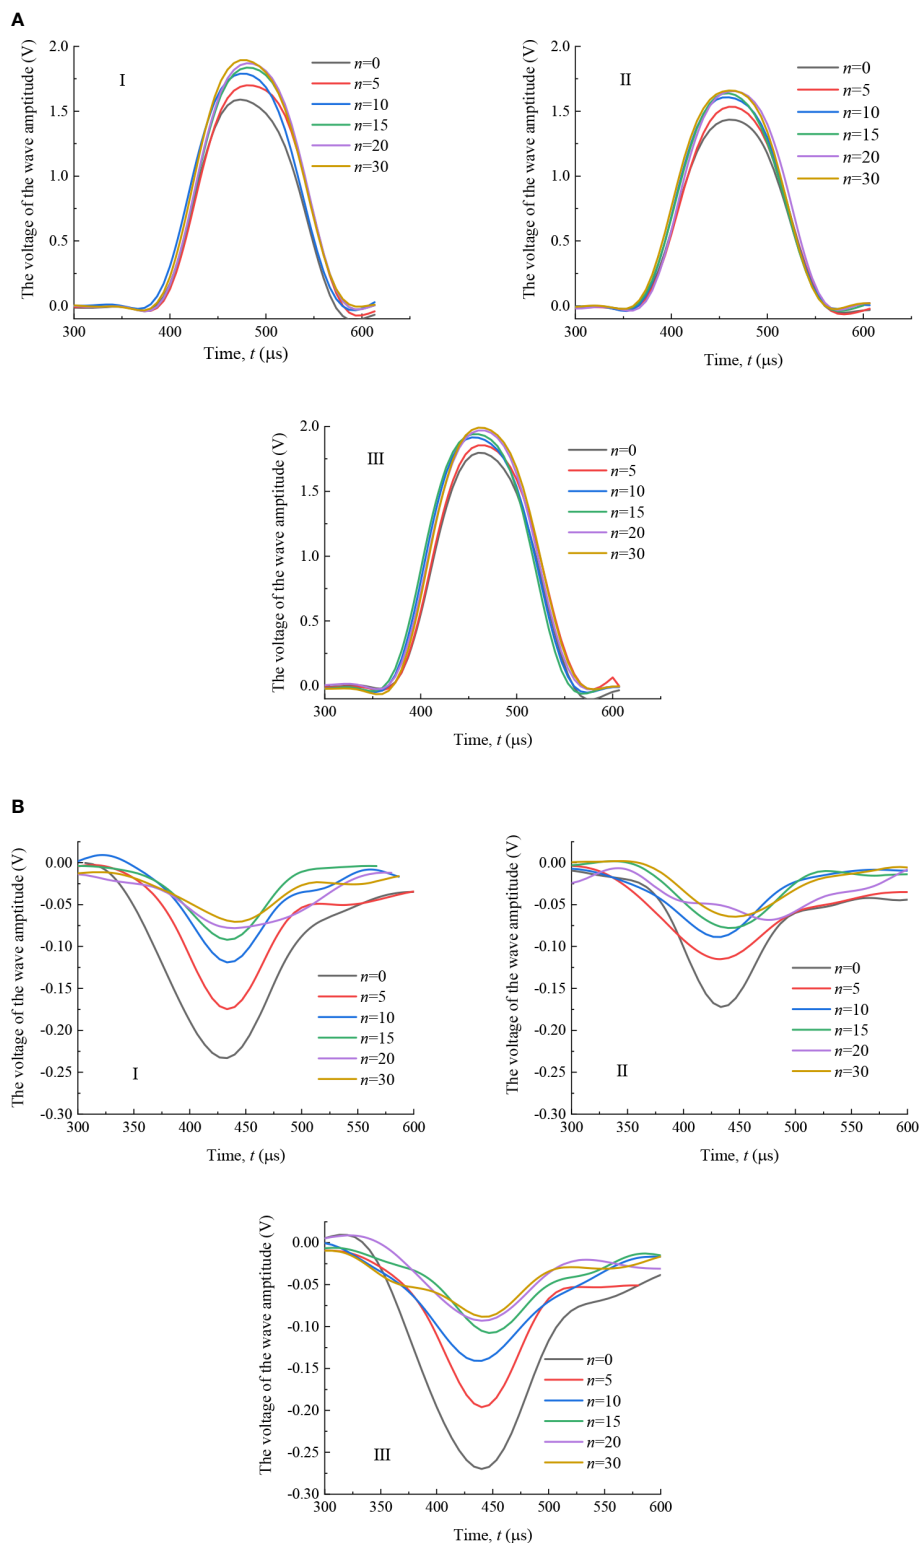 A
The voltage of the wave amptitude (V)
2.0
1.5
1.0
0.5
0.0
300
400
500
600
Time, t (μs)
I
n=0
n=5
n=10
n=15
n=20
n=30
The voltage of the wave amptitude (V)
2.0
1.5
1.0
0.5
0.0
300
400
500
600
Time, t (μs)
II
n=0
n=5
n=10
n=15
n=20
n=30
The voltage of the wave amptitude (V)
2.0
1.5
1.0
0.5
0.0
300
400
500
600
Time, t (μs)
III
n=0
n=5
n=10
n=15
n=20
n=30
B
The voltage of the wave amptitude (V)
0.00
-0.05
-0.10
-0.15
-0.20
-0.25
-0.30
300
350
400
450
500
550
600
Time, t (μs)
I
n=0
n=5
n=10
n=15
n=20
n=30
The voltage of the wave amptitude (V)
0.00
-0.05
-0.10
-0.15
-0.20
-0.25
-0.30
300
350
400
450
500
550
600
Time, t (μs)
II
n=0
n=5
n=10
n=15
n=20
n=30
The voltage of the wave amptitude (V)
0.00
-0.05
-0.10
-0.15
-0.20
-0.25
-0.30
300
350
400
450
500
550
600
Time, t (μs)
III
n=0
n=5
n=10
n=15
n=20
n=30